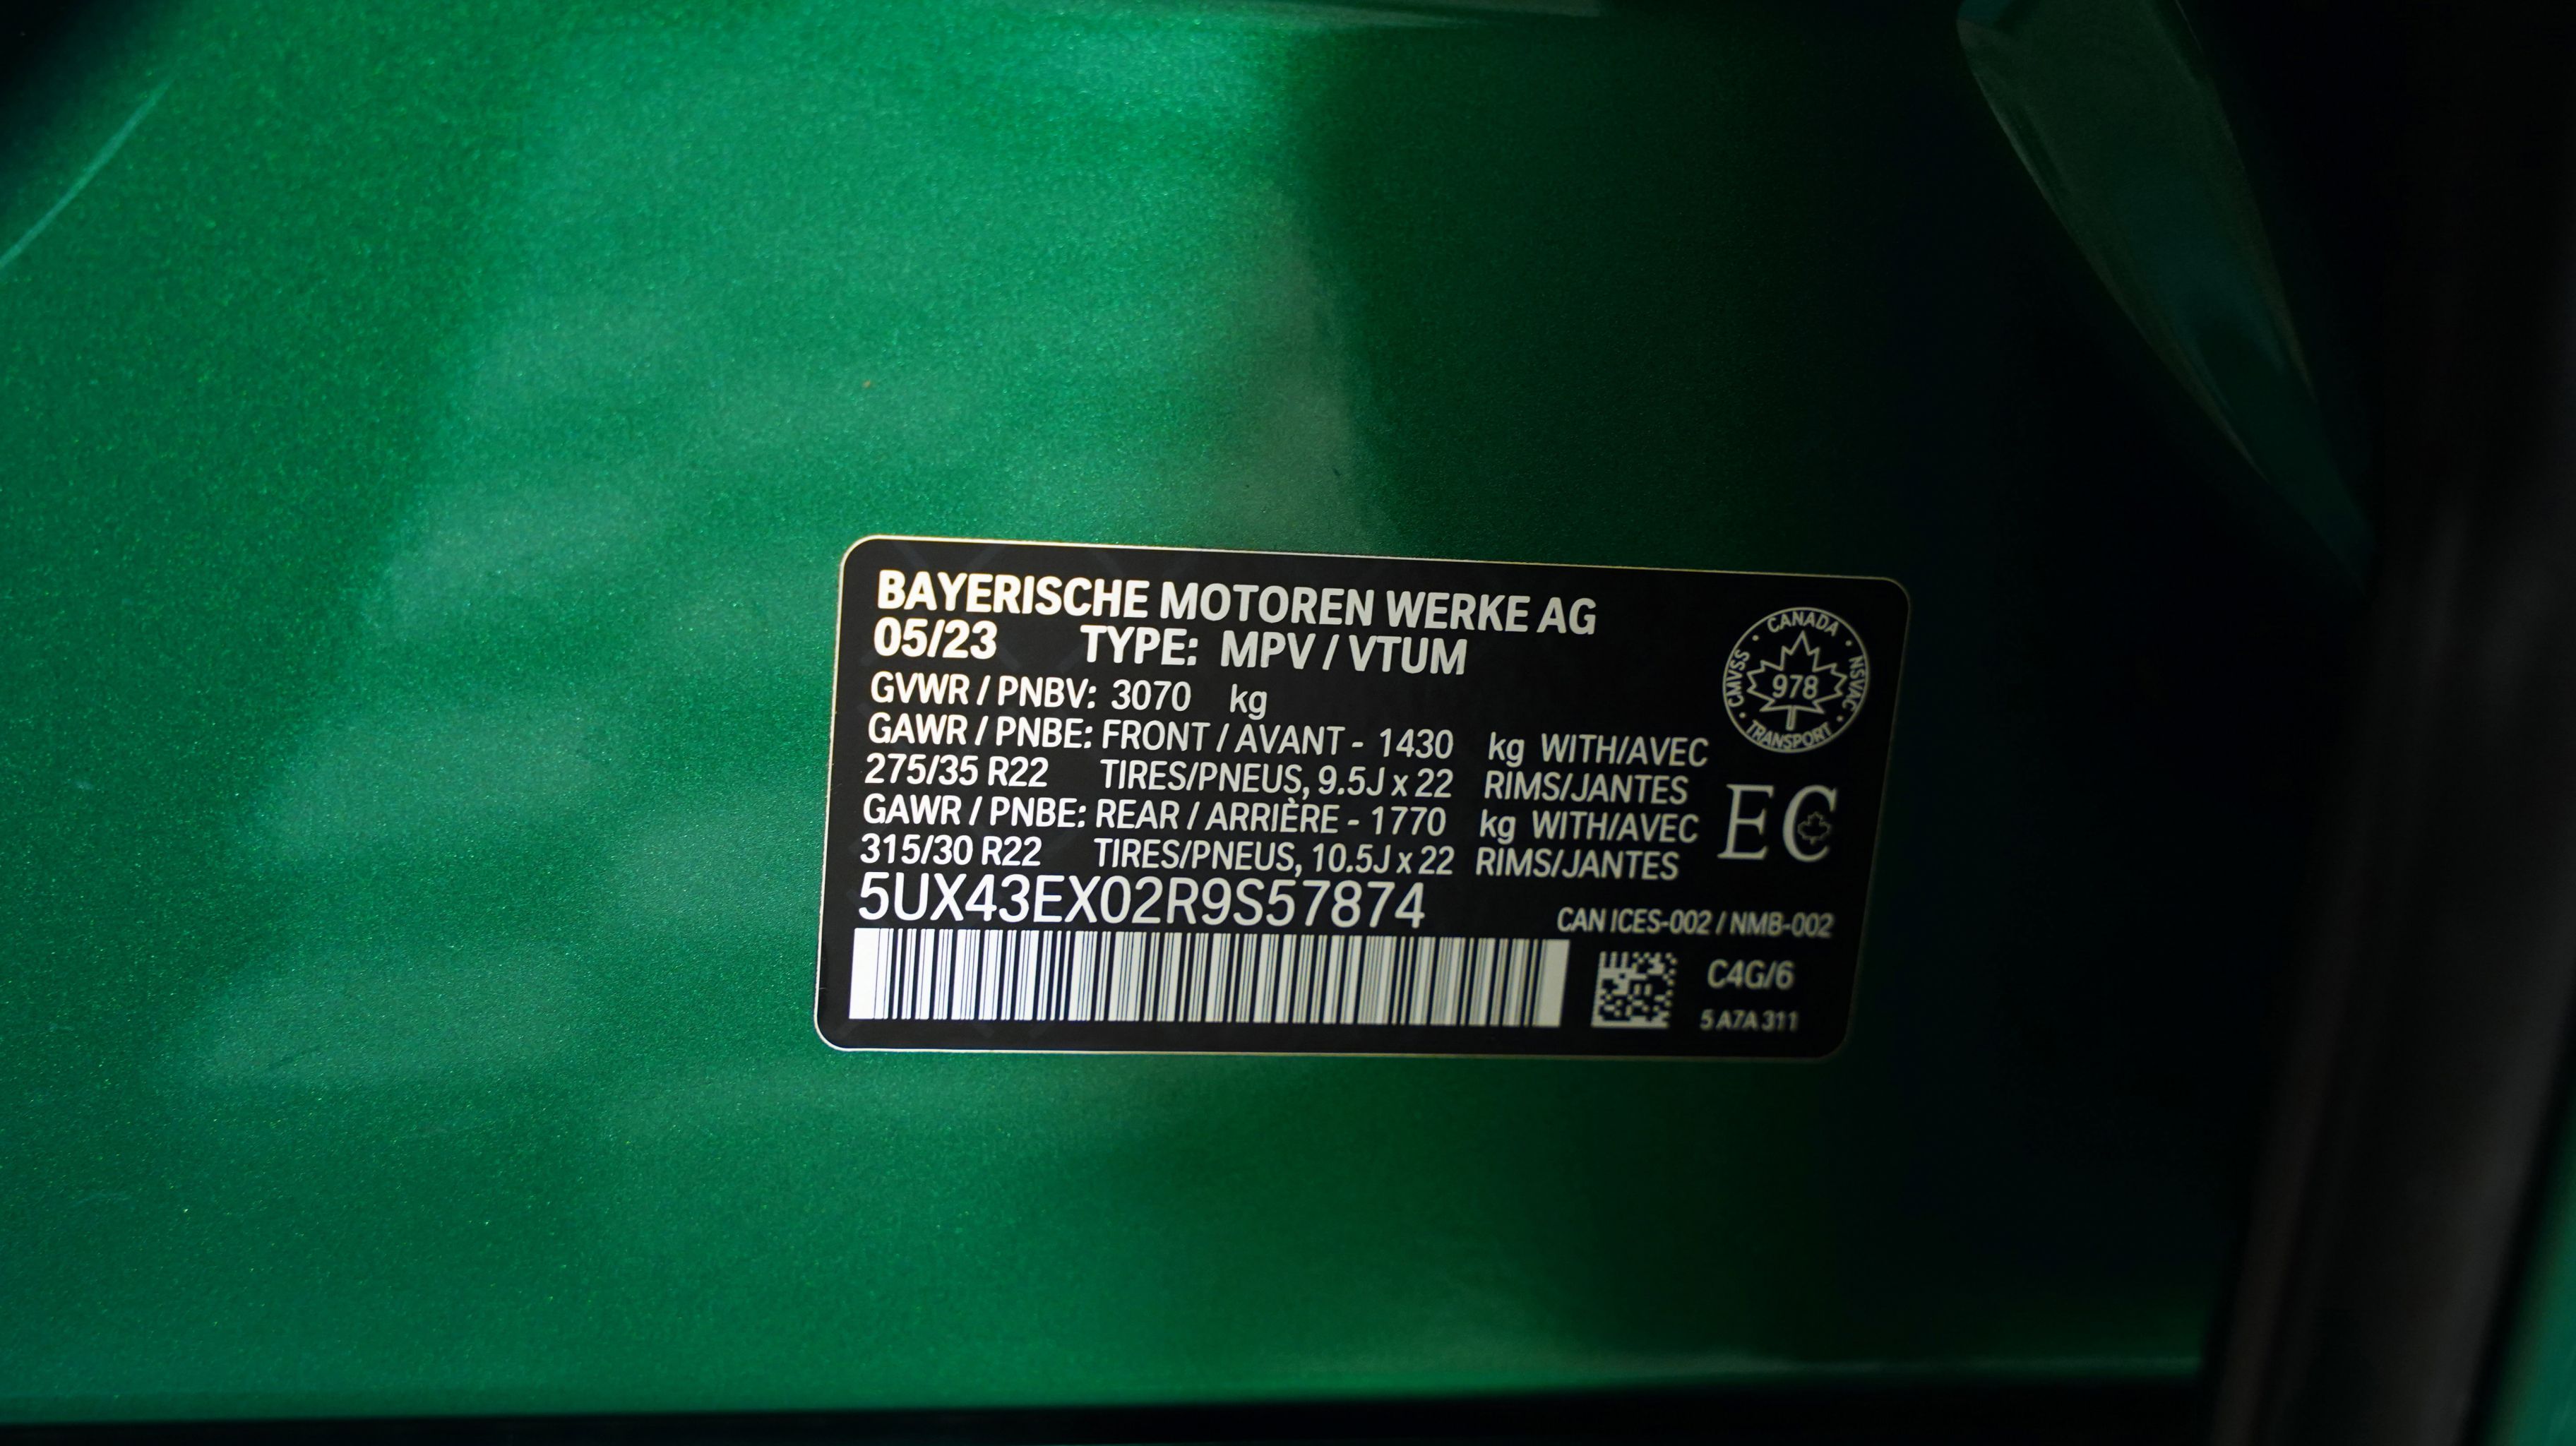 BAYERISCHE MOTOREN WERKE AG
05/23 TYPE: MPV / VTUM
GVWR / PNBV: 3070 kg
GAWR / PNBE: FRONT / AVANT - 1430 kg WITH/AVEC
275/35 R22 TIRES/PNEUS, 9.5J x 22 RIMS/JANTES
GAWR / PNBE: REAR / ARRIÈRE - 1770 kg WITH/AVEC
315/30 R22 TIRES/PNEUS, 10.5J x 22 RIMS/JANTES
5UX43EX02R9S57874
CANADA
CMVSS 978 NSVAC
TRANSPORT
EC
CAN ICES-002 / NMB-002
C4G/6
5 A7A 311